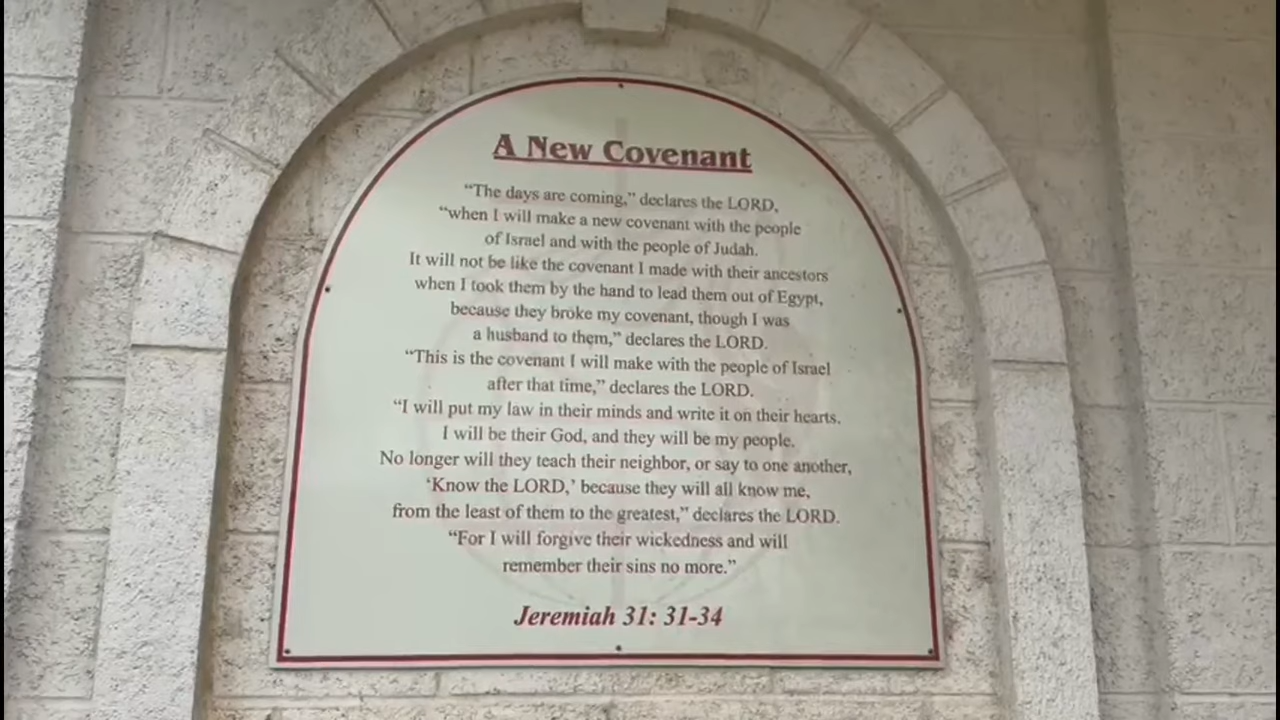 A New Covenant
“The days are coming,” declares the LORD,
“when I will make a new covenant with the people
of Israel and with the people of Judah.
It will not be like the covenant I made with their ancestors
when I took them by the hand to lead them out of Egypt,
because they broke my covenant, though I was
a husband to them,” declares the LORD.
“This is the covenant I will make with the people of Israel
after that time,” declares the LORD.
“I will put my law in their minds and write it on their hearts.
I will be their God, and they will be my people.
No longer will they teach their neighbor, or say to one another,
‘Know the LORD,’ because they will all know me,
from the least of them to the greatest,” declares the LORD.
“For I will forgive their wickedness and will
remember their sins no more.”
Jeremiah 31: 31-34